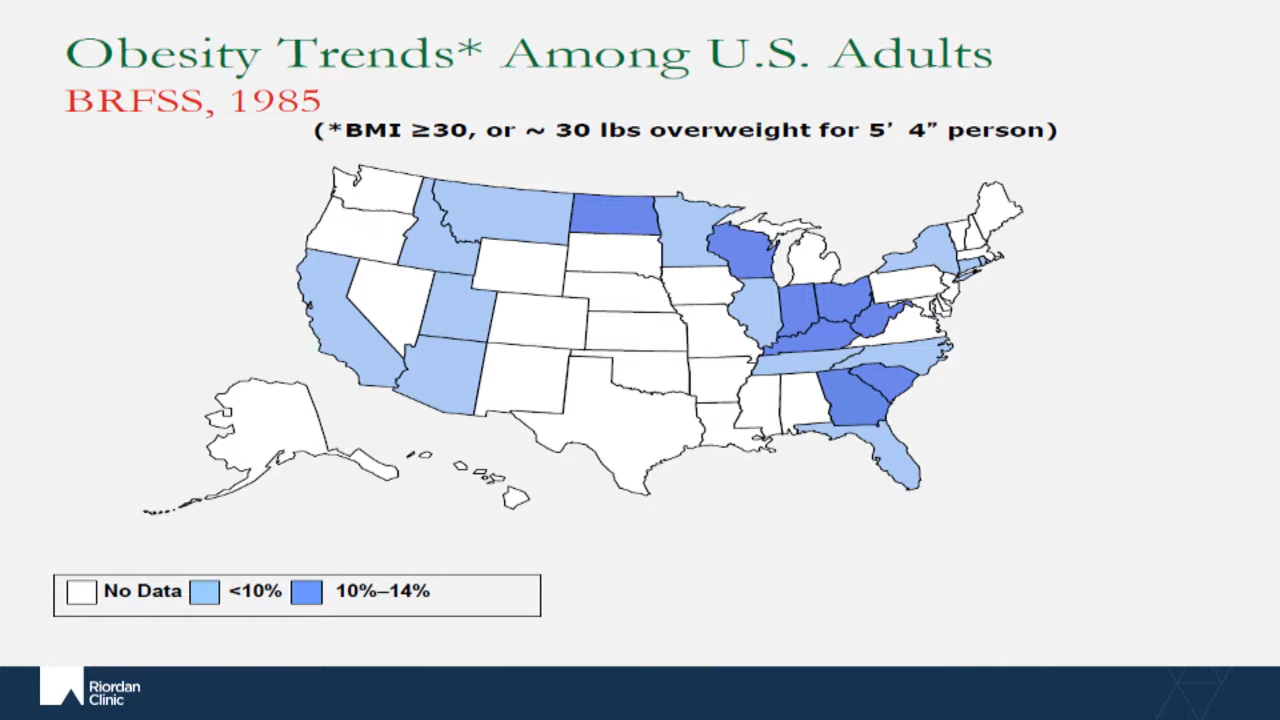 Obesity Trends* Among U.S. Adults
BRFSS, 1985
(*BMI ≥30, or ~ 30 lbs overweight for 5’ 4” person)
No Data <10% 10%–14%
Riordan
Clinic